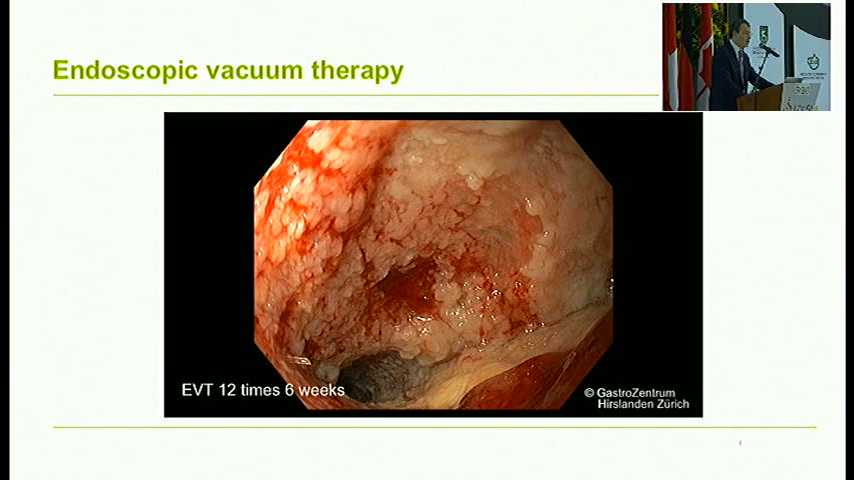 Endoscopic vacuum therapy
EVT 12 times 6 weeks
© GastroZentrum
Hirslanden Zürich